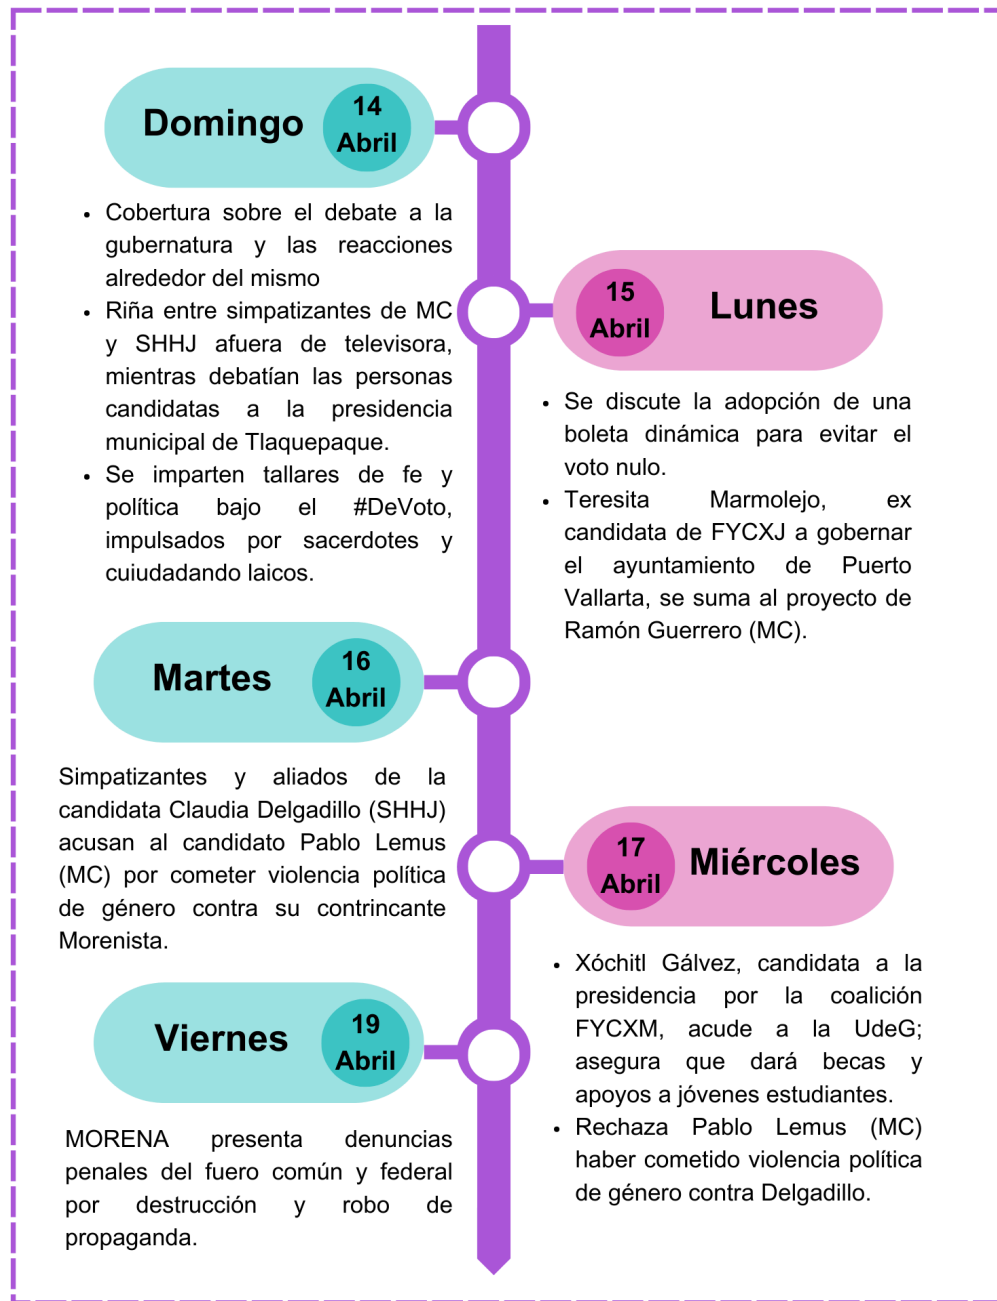 Domingo
14
Abril
• Cobertura sobre el debate a la
gubernatura y las reacciones
alrededor del mismo
• Riña entre simpatizantes de MC
y SHHJ afuera de televisora,
mientras debatían las personas
candidatas a la presidencia
municipal de Tlaquepaque.
• Se imparten tallares de fe y
política bajo el #DeVoto,
impulsados por sacerdotes y
cuiudadando laicos.
15
Abril
Lunes
• Se discute la adopción de una
boleta dinámica para evitar el
voto nulo.
• Teresita Marmolejo, ex
candidata de FYCXJ a gobernar
el ayuntamiento de Puerto
Vallarta, se suma al proyecto de
Ramón Guerrero (MC).
Martes
16
Abril
Simpatizantes y aliados de la
candidata Claudia Delgadillo (SHHJ)
acusan al candidato Pablo Lemus
(MC) por cometer violencia política
de género contra su contrincante
Morenista.
17
Abril
Miércoles
• Xóchitl Gálvez, candidata a la
presidencia por la coalición
FYCXM, acude a la UdeG;
asegura que dará becas y
apoyos a jóvenes estudiantes.
• Rechaza Pablo Lemus (MC)
haber cometido violencia política
de género contra Delgadillo.
Viernes
19
Abril
MORENA presenta denuncias
penales del fuero común y federal
por destrucción y robo de
propaganda.